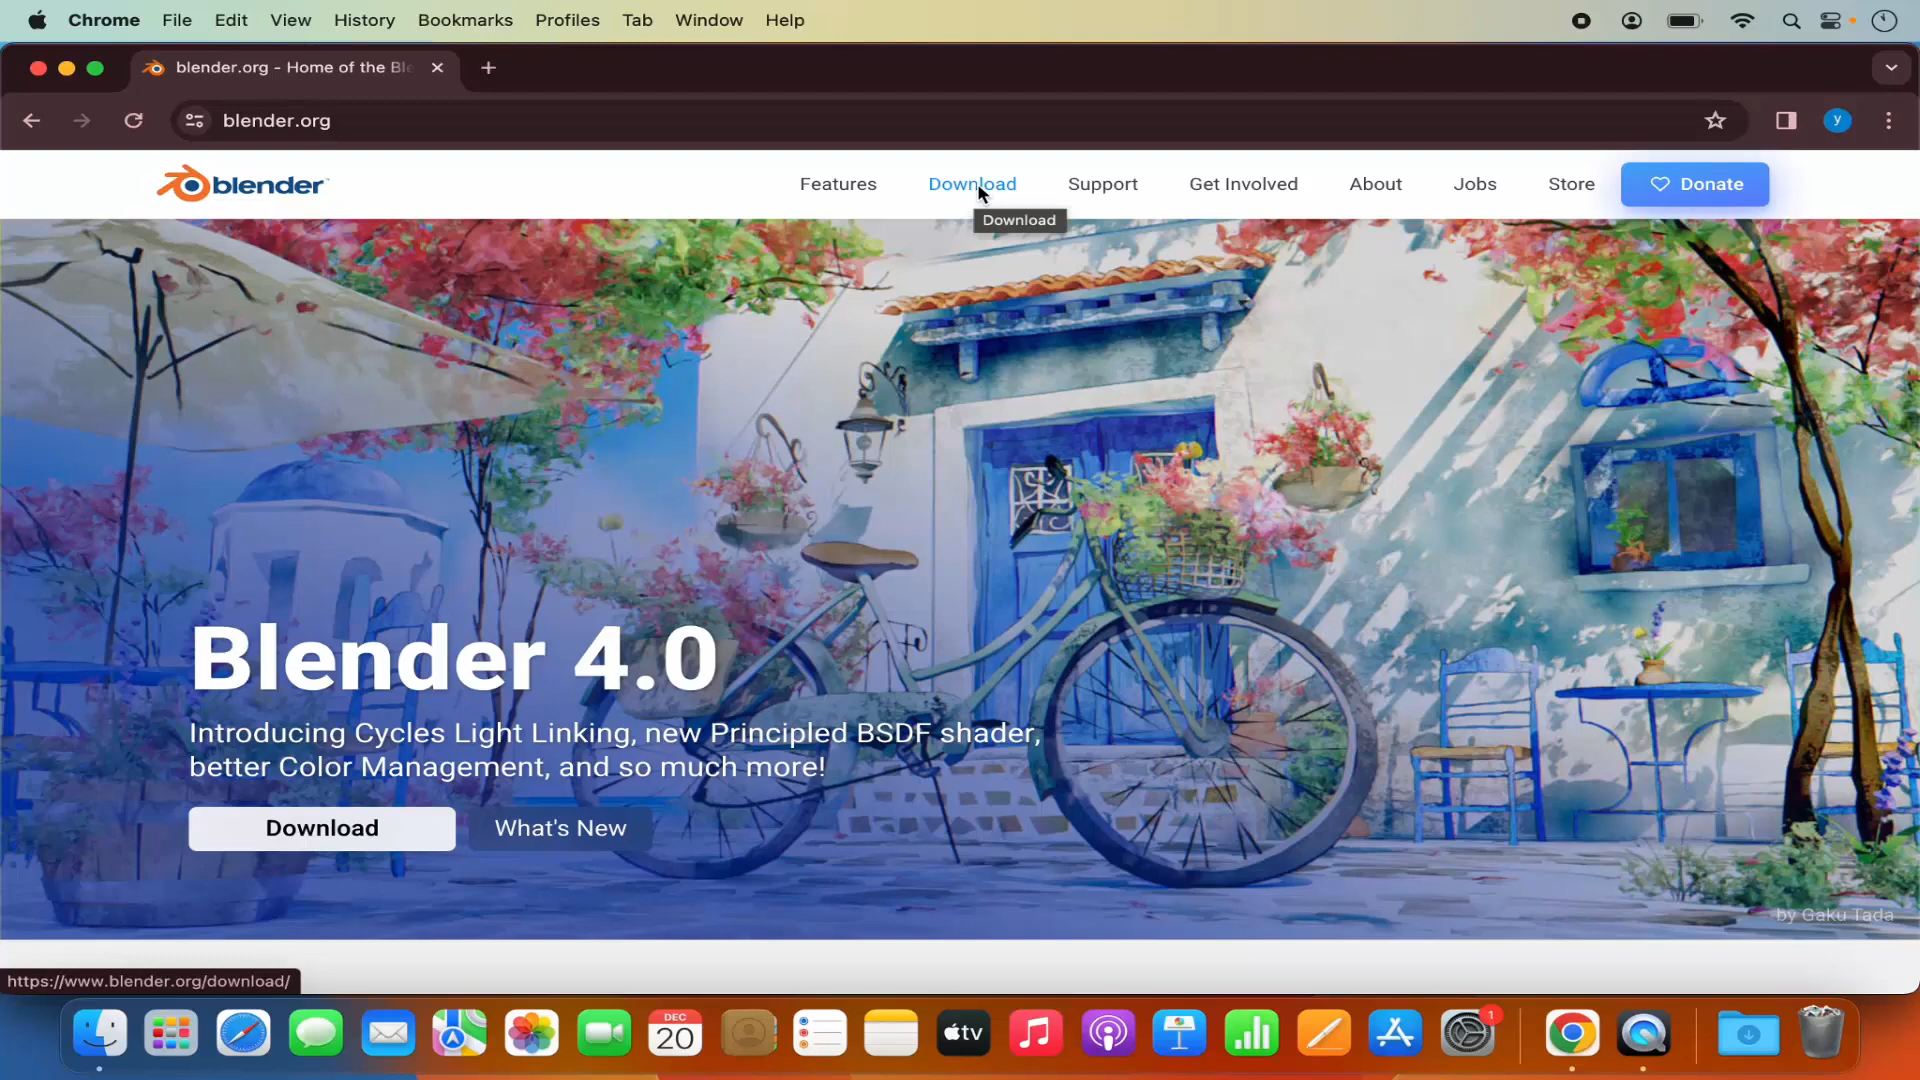 Chrome File Edit View History Bookmarks Profiles Tab Window Help
blender.org - Home of the Ble
blender.org
y
blender
Features Download Support Get Involved About Jobs Store Donate
Download
Blender 4.0
Introducing Cycles Light Linking, new Principled BSDF shader,
better Color Management, and so much more!
Download What's New
by Gaku Tada
https://www.blender.org/download/
DEC
20
tv
1